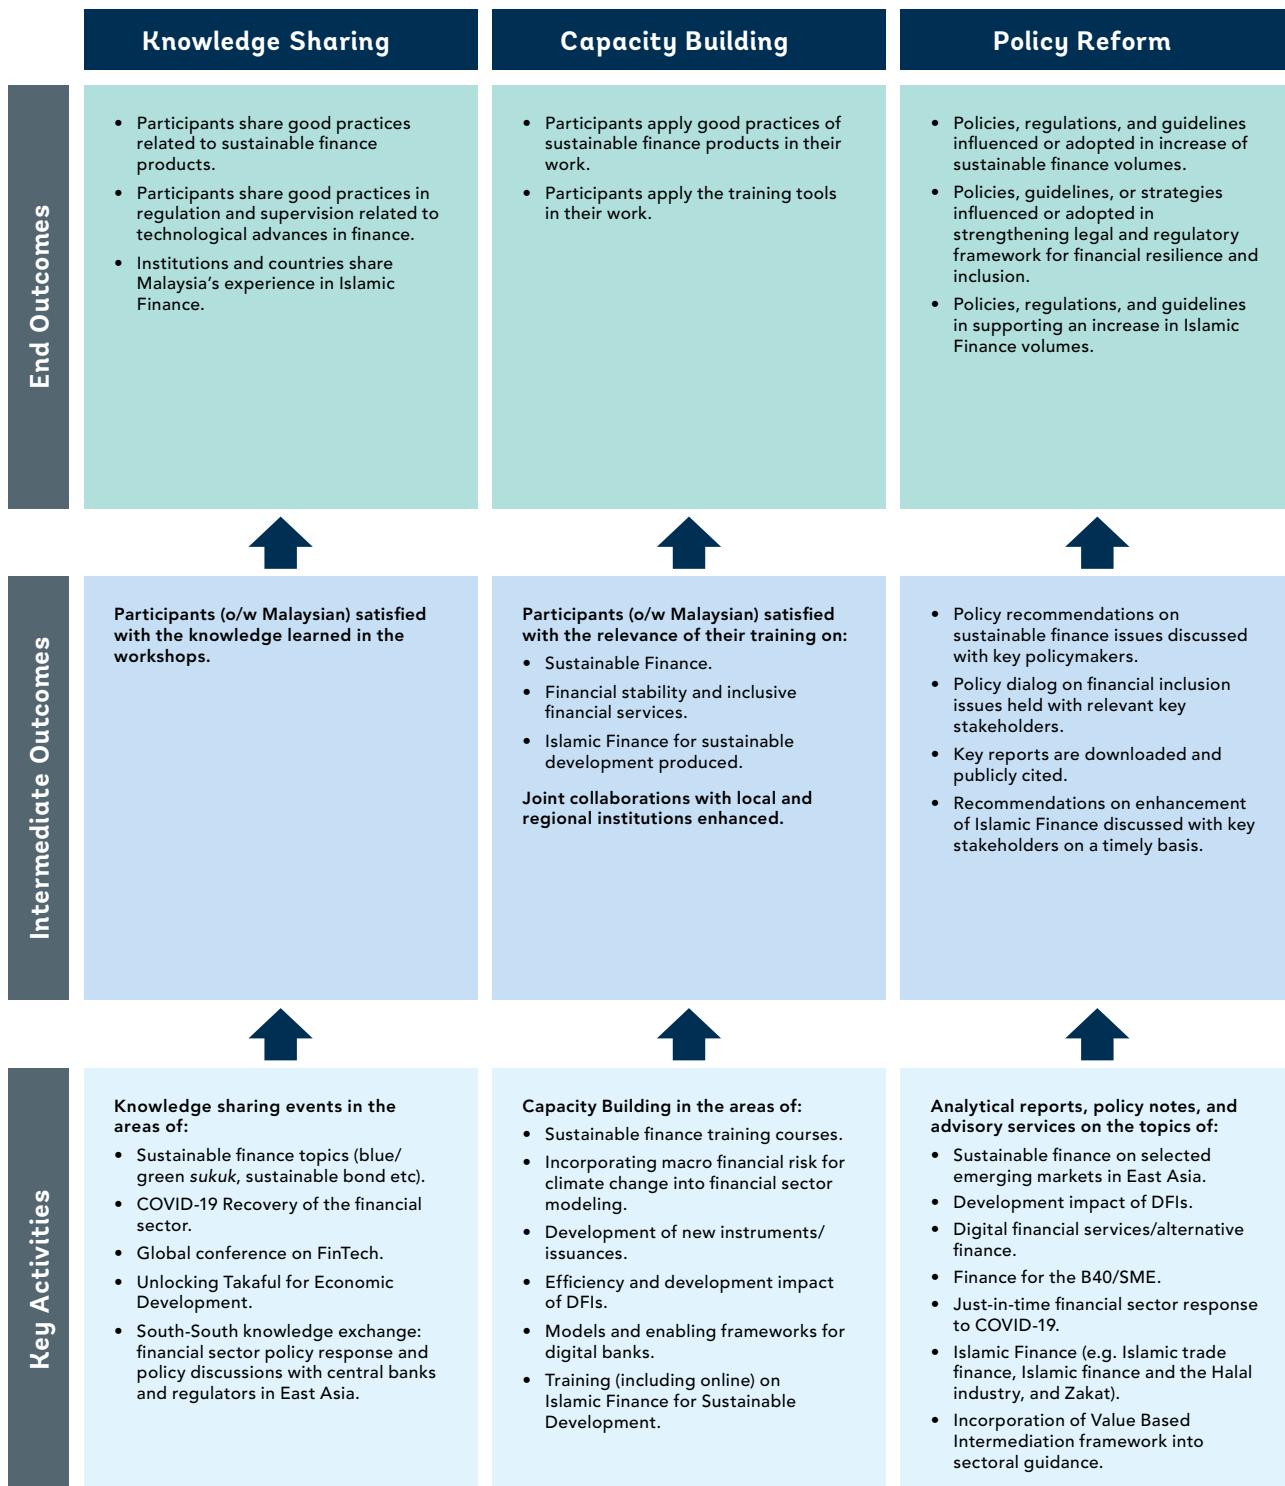 Knowledge Sharing
Capacity Building
Policy Reform
End Outcomes
• Participants share good practices
related to sustainable finance
products.
• Participants share good practices in
regulation and supervision related to
technological advances in finance.
• Institutions and countries share
Malaysia’s experience in Islamic
Finance.
• Participants apply good practices of
sustainable finance products in their
work.
• Participants apply the training tools
in their work.
• Policies, regulations, and guidelines
influenced or adopted in increase of
sustainable finance volumes.
• Policies, guidelines, or strategies
influenced or adopted in
strengthening legal and regulatory
framework for financial resilience and
inclusion.
• Policies, regulations, and guidelines
in supporting an increase in Islamic
Finance volumes.
Intermediate Outcomes
Participants (o/w Malaysian) satisfied
with the knowledge learned in the
workshops.
Participants (o/w Malaysian) satisfied
with the relevance of their training on:
• Sustainable Finance.
• Financial stability and inclusive
financial services.
• Islamic Finance for sustainable
development produced.
Joint collaborations with local and
regional institutions enhanced.
• Policy recommendations on
sustainable finance issues discussed
with key policymakers.
• Policy dialog on financial inclusion
issues held with relevant key
stakeholders.
• Key reports are downloaded and
publicly cited.
• Recommendations on enhancement
of Islamic Finance discussed with key
stakeholders on a timely basis.
Key Activities
Knowledge sharing events in the
areas of:
• Sustainable finance topics (blue/
green sukuk, sustainable bond etc).
• COVID-19 Recovery of the financial
sector.
• Global conference on FinTech.
• Unlocking Takaful for Economic
Development.
• South-South knowledge exchange:
financial sector policy response and
policy discussions with central banks
and regulators in East Asia.
Capacity Building in the areas of:
• Sustainable finance training courses.
• Incorporating macro financial risk for
climate change into financial sector
modeling.
• Development of new instruments/
issuances.
• Efficiency and development impact
of DFIs.
• Models and enabling frameworks for
digital banks.
• Training (including online) on
Islamic Finance for Sustainable
Development.
Analytical reports, policy notes, and
advisory services on the topics of:
• Sustainable finance on selected
emerging markets in East Asia.
• Development impact of DFIs.
• Digital financial services/alternative
finance.
• Finance for the B40/SME.
• Just-in-time financial sector response
to COVID-19.
• Islamic Finance (e.g. Islamic trade
finance, Islamic finance and the Halal
industry, and Zakat).
• Incorporation of Value Based
Intermediation framework into
sectoral guidance.